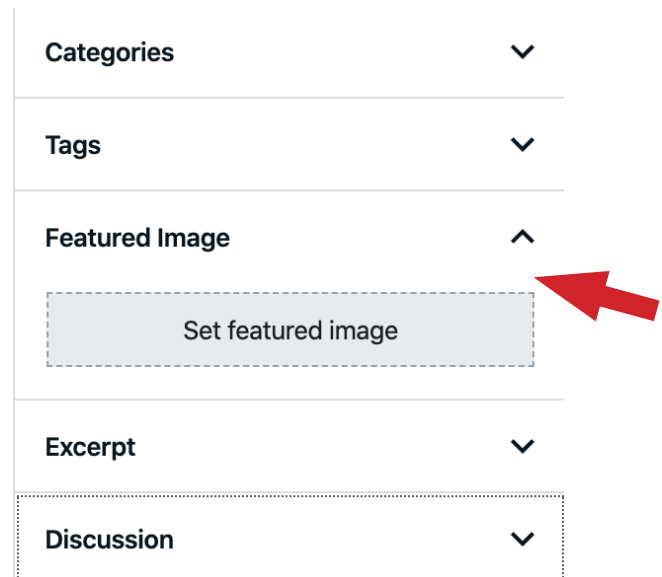 Categories
Tags
Featured Image
Set featured image
Excerpt
Discussion